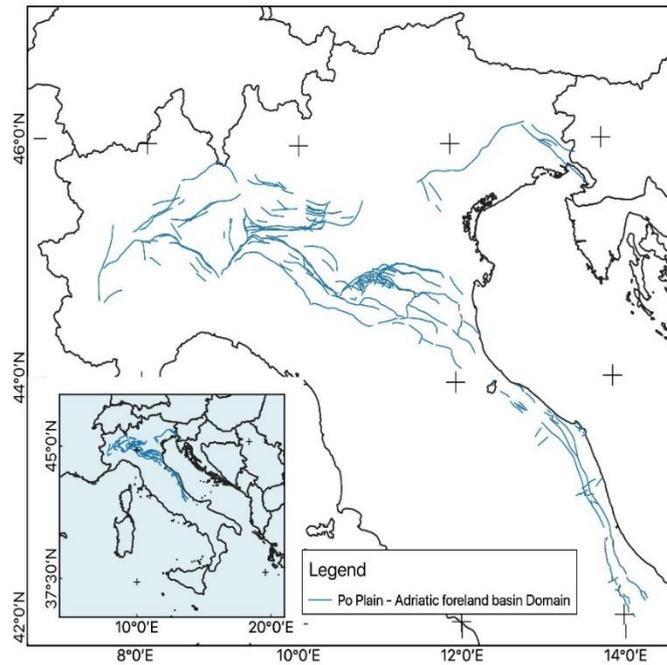 46°0'N
44°0'N
42°0'N
45°0'N
37°30'N
10°0'E
20°0'E
Legend
Po Plain - Adriatic foreland basin Domain
8°0'E
10°0'E
12°0'E
14°0'E